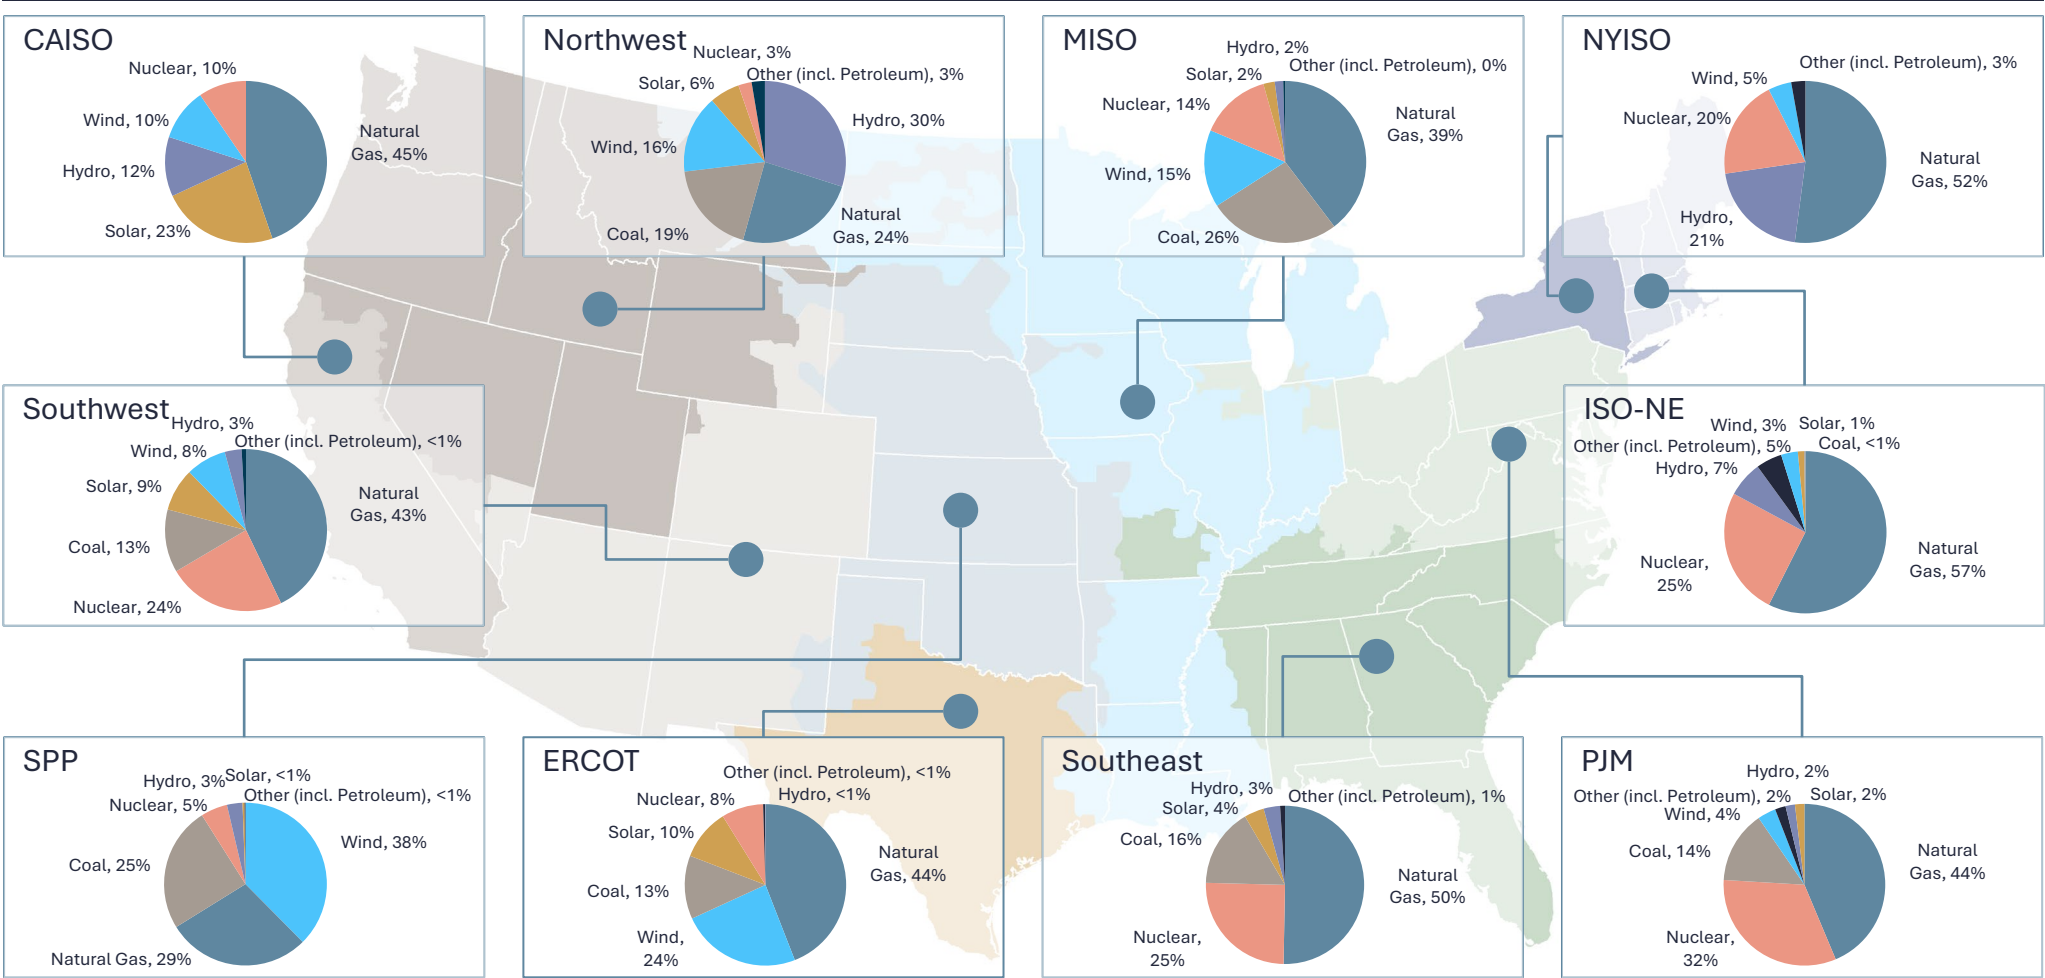 CAISO
Nuclear, 10%
Wind, 10%
Hydro, 12%
Solar, 23%
Natural
Gas, 45%
Northwest
Nuclear, 3%
Other (incl. Petroleum), 3%
Solar, 6%
Wind, 16%
Coal, 19%
Hydro, 30%
Natural
Gas, 24%
MISO
Hydro, 2%
Other (incl. Petroleum), 0%
Solar, 2%
Nuclear, 14%
Wind, 15%
Coal, 26%
Natural
Gas, 39%
NYISO
Other (incl. Petroleum), 3%
Wind, 5%
Nuclear, 20%
Hydro,
21%
Natural
Gas, 52%
Southwest
Hydro, 3%
Other (incl. Petroleum), <1%
Wind, 8%
Solar, 9%
Coal, 13%
Nuclear, 24%
Natural
Gas, 43%
ISO-NE
Wind, 3%
Solar, 1%
Other (incl. Petroleum), 5%
Coal, <1%
Hydro, 7%
Nuclear,
25%
Natural
Gas, 57%
SPP
Hydro, 3%
Solar, <1%
Other (incl. Petroleum), <1%
Nuclear, 5%
Coal, 25%
Natural Gas, 29%
Wind, 38%
ERCOT
Other (incl. Petroleum), <1%
Hydro, <1%
Nuclear, 8%
Solar, 10%
Coal, 13%
Wind,
24%
Natural
Gas, 44%
Southeast
Hydro, 3%
Other (incl. Petroleum), 1%
Solar, 4%
Coal, 16%
Nuclear,
25%
Natural
Gas, 50%
PJM
Hydro, 2%
Other (incl. Petroleum), 2%
Solar, 2%
Wind, 4%
Coal, 14%
Nuclear,
32%
Natural
Gas, 44%